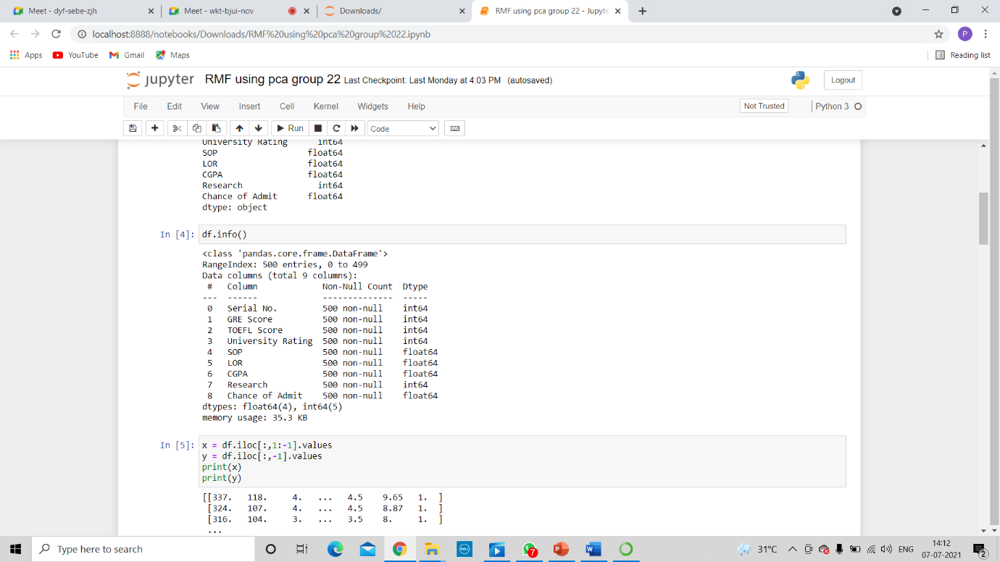 Meet - dyf-sebe-zjh
Meet - wkt-bjui-nov
Downloads/
RMF using pca group 22 - Jupyte
localhost:8888/notebooks/Downloads/RMF%20using%20pca%20group%2022.ipynb
P
Apps YouTube Gmail Maps Reading list
jupyter RMF using pca group 22 Last Checkpoint: Last Monday at 4:03 PM (autosaved) Logout
File Edit View Insert Cell Kernel Widgets Help Not Trusted Python 3
Run Code
University Rating int64
SOP float64
LOR float64
CGPA float64
Research int64
Chance of Admit float64
dtype: object
In [4]: df.info()
<class 'pandas.core.frame.DataFrame'>
RangeIndex: 500 entries, 0 to 499
Data columns (total 9 columns):
# Column Non-Null Count Dtype
--- ------ -------------- -----
0 Serial No. 500 non-null int64
1 GRE Score 500 non-null int64
2 TOEFL Score 500 non-null int64
3 University Rating 500 non-null int64
4 SOP 500 non-null float64
5 LOR 500 non-null float64
6 CGPA 500 non-null float64
7 Research 500 non-null int64
8 Chance of Admit 500 non-null float64
dtypes: float64(4), int64(5)
memory usage: 35.3 KB
In [5]: x = df.iloc[:,1:-1].values
y = df.iloc[:,-1].values
print(x)
print(y)
[[337. 118. 4. ... 4.5 9.65 1. ]
[324. 107. 4. ... 4.5 8.87 1. ]
[316. 104. 3. ... 3.5 8. 1. ]
...
Type here to search
DELL
7
P
W
31°C
ENG
14:12
07-07-2021
2